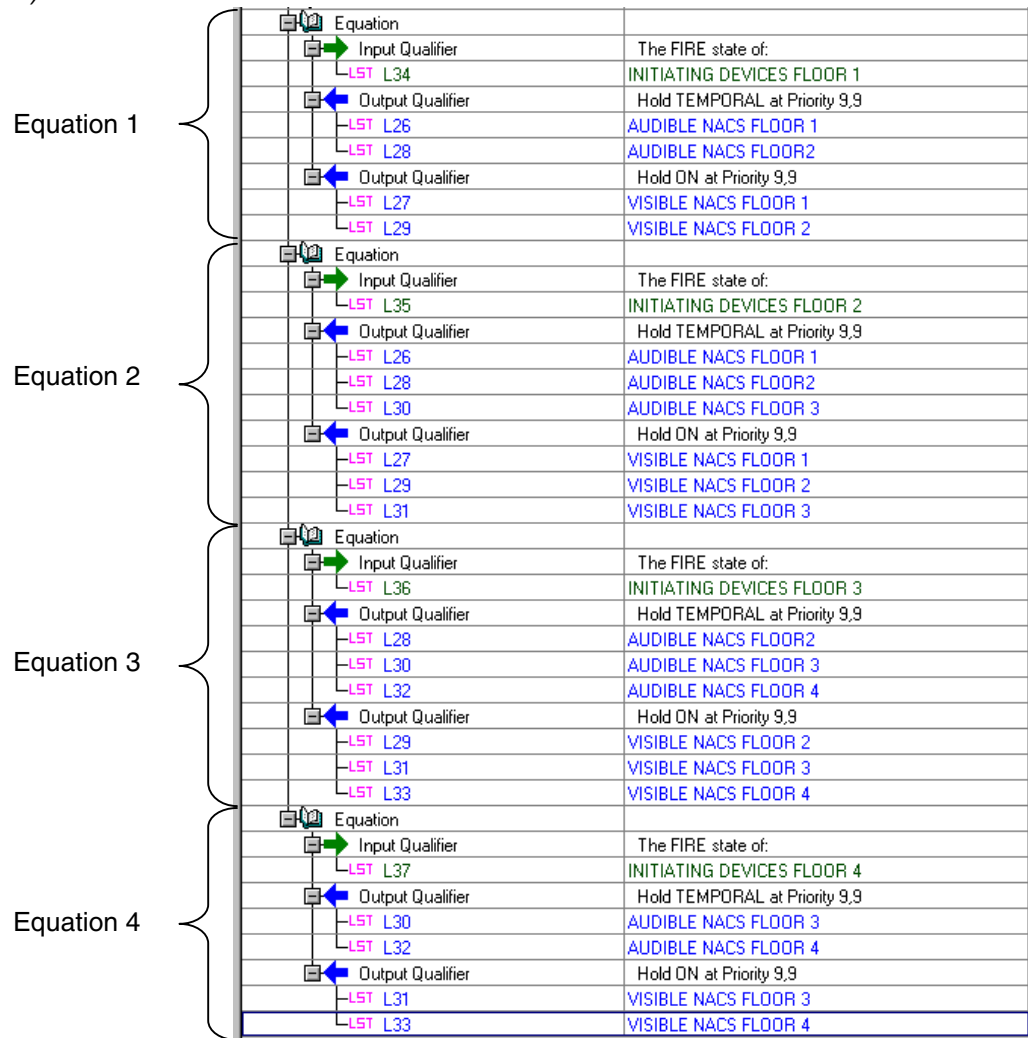 Equation
Input Qualifier The FIRE state of:
LST L34 INITIATING DEVICES FLOOR 1
Output Qualifier Hold TEMPORAL at Priority 9,9
Equation 1
LST L26 AUDIBLE NACS FLOOR 1
LST L28 AUDIBLE NACS FLOOR2
Output Qualifier Hold ON at Priority 9,9
LST L27 VISIBLE NACS FLOOR 1
LST L29 VISIBLE NACS FLOOR 2
Equation
Input Qualifier The FIRE state of:
LST L35 INITIATING DEVICES FLOOR 2
Output Qualifier Hold TEMPORAL at Priority 9,9
LST L26 AUDIBLE NACS FLOOR 1
Equation 2
LST L28 AUDIBLE NACS FLOOR2
LST L30 AUDIBLE NACS FLOOR 3
Output Qualifier Hold ON at Priority 9,9
LST L27 VISIBLE NACS FLOOR 1
LST L29 VISIBLE NACS FLOOR 2
LST L31 VISIBLE NACS FLOOR 3
Equation
Input Qualifier The FIRE state of:
LST L36 INITIATING DEVICES FLOOR 3
Output Qualifier Hold TEMPORAL at Priority 9,9
LST L28 AUDIBLE NACS FLOOR2
Equation 3
LST L30 AUDIBLE NACS FLOOR 3
LST L32 AUDIBLE NACS FLOOR 4
Output Qualifier Hold ON at Priority 9,9
LST L29 VISIBLE NACS FLOOR 2
LST L31 VISIBLE NACS FLOOR 3
LST L33 VISIBLE NACS FLOOR 4
Equation
Input Qualifier The FIRE state of:
LST L37 INITIATING DEVICES FLOOR 4
Output Qualifier Hold TEMPORAL at Priority 9,9
Equation 4
LST L30 AUDIBLE NACS FLOOR 3
LST L32 AUDIBLE NACS FLOOR 4
Output Qualifier Hold ON at Priority 9,9
LST L31 VISIBLE NACS FLOOR 3
LST L33 VISIBLE NACS FLOOR 4